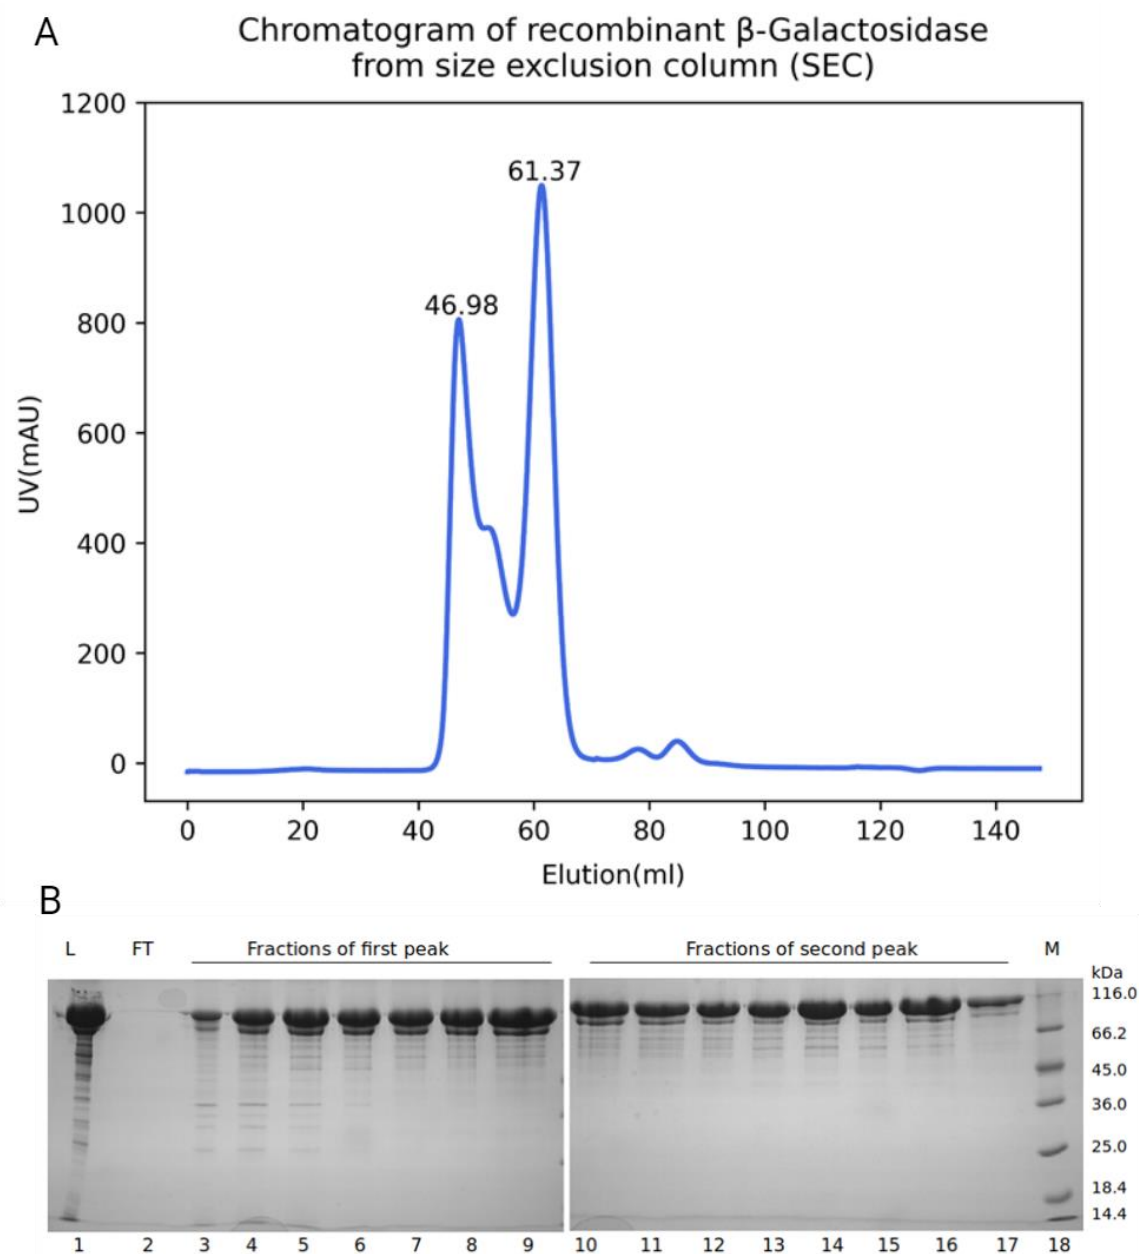 A
Chromatogram of recombinant β-Galactosidase
from size exclusion column (SEC)
1200
1000
800
600
400
200
0
UV(mAU)
46.98
61.37
0 20 40 60 80 100 120 140
Elution(ml)
B
L FT Fractions of first peak Fractions of second peak M
kDa
116.0
66.2
45.0
36.0
25.0
18.4
14.4
1 2 3 4 5 6 7 8 9 10 11 12 13 14 15 16 17 18